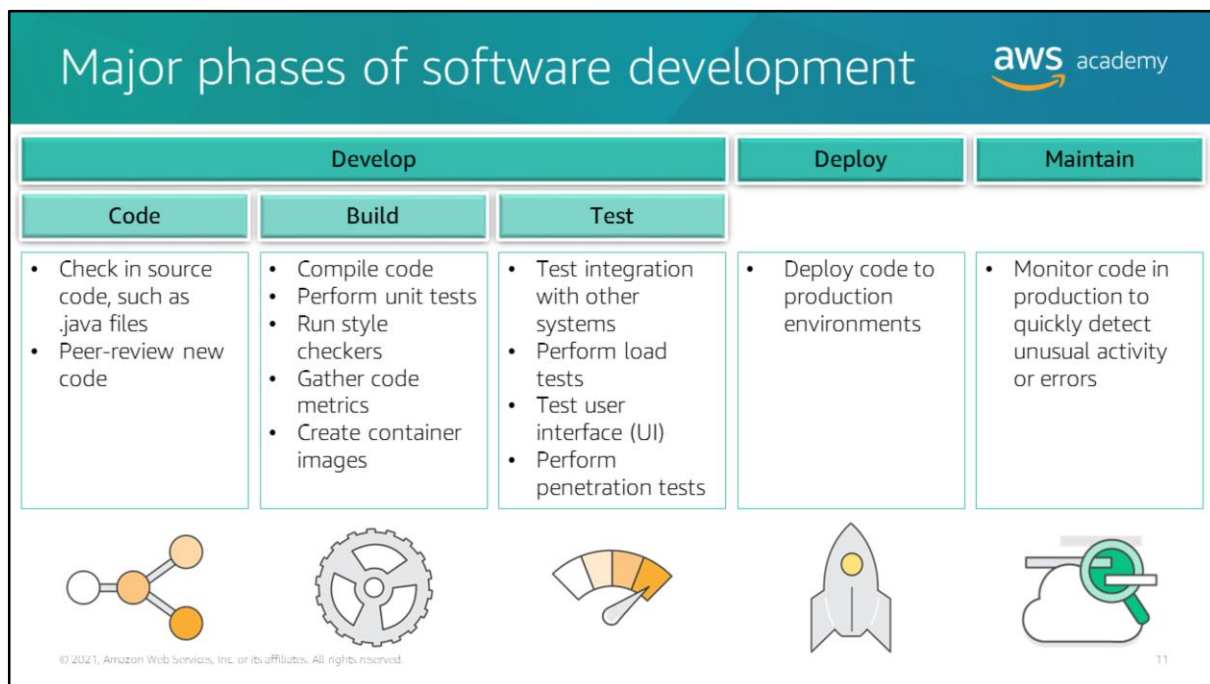 Major phases of software development
aws academy
Develop
Deploy
Maintain
Code
Build
Test
• Check in source
code, such as
.java files
• Peer-review new
code
• Compile code
• Perform unit tests
• Run style
checkers
• Gather code
metrics
• Create container
images
• Test integration
with other
systems
• Perform load
tests
• Test user
interface (UI)
• Perform
penetration tests
• Deploy code to
production
environments
• Monitor code in
production to
quickly detect
unusual activity
or errors
© 2021, Amazon Web Services, Inc. or its affiliates. All rights reserved.
11